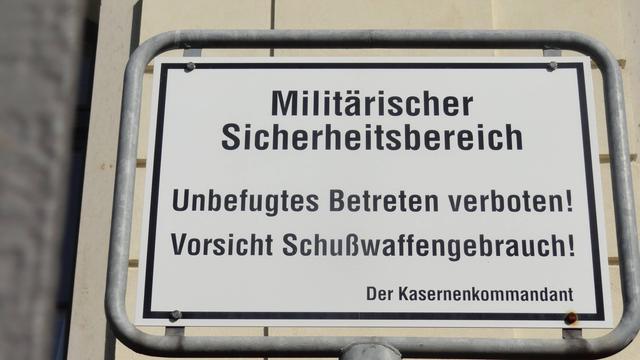 Militärischer
Sicherheitsbereich
Unbefugtes Betreten verboten!
Vorsicht Schußwaffengebrauch!
Der Kasernenkommandant